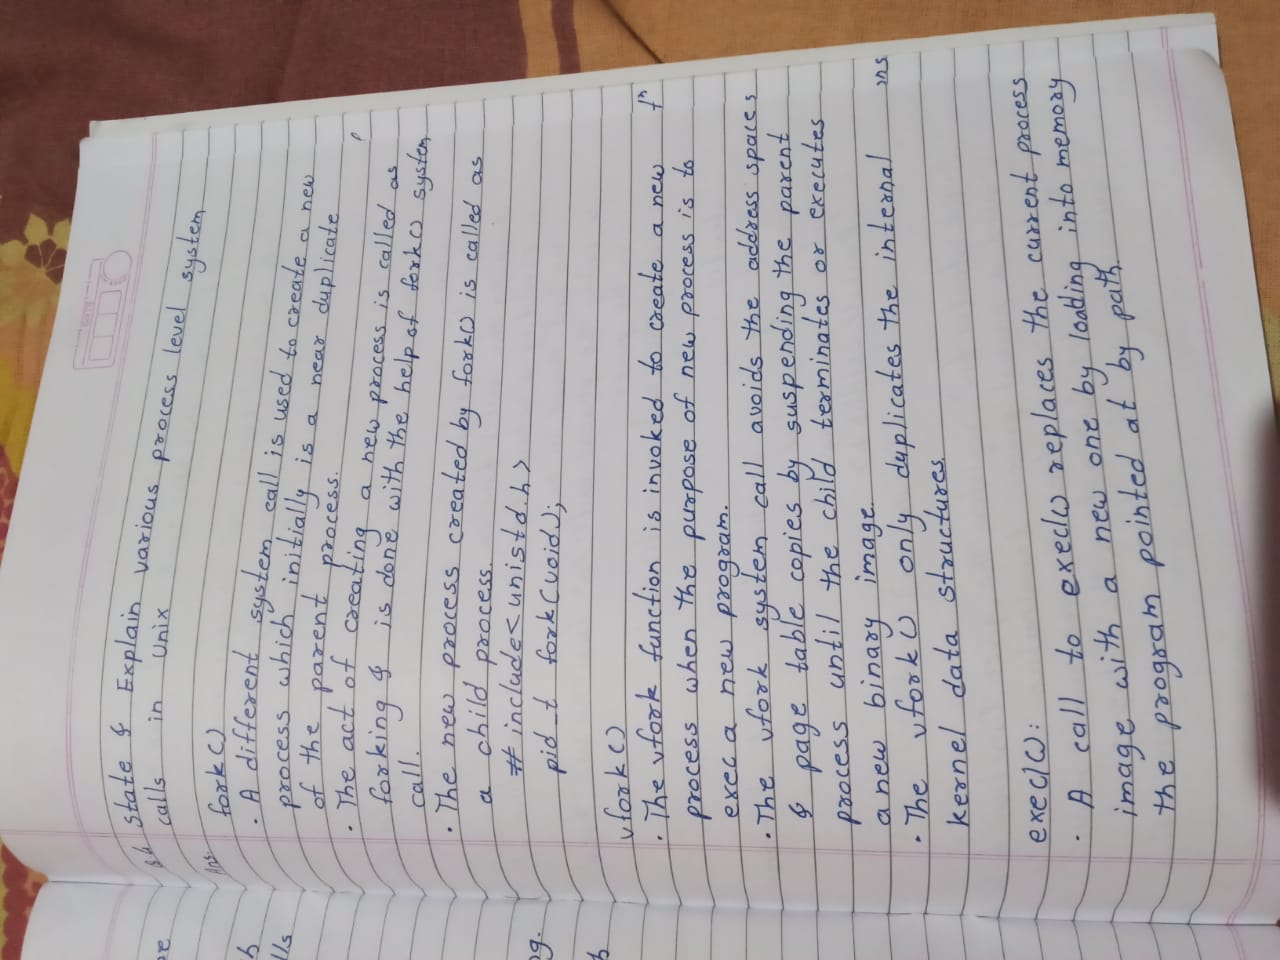 Q.4 State & Explain various process level system
calls in unix
Ans.
fork()
• A different system call is used to create a new
process which initially is a near duplicate
of the parent process.
• The act of creating a new process is called as
forking & is done with the help of fork() system
call.
• The new process created by fork() is called as
a child process.
# include<unistd.h>
pid_t fork(void);
vfork()
• The vfork function is invoked to create a new
process when the purpose of new process is to
exec a new program.
• The vfork system call avoids the address spaces
& page table copies by suspending the parent
process until the child terminates or executes
a new binary image.
• The vfork() only duplicates the internal
kernel data structures.
execl():
• A call to execl() replaces the current process
image with a new one by loading into memory
the program pointed at by path.